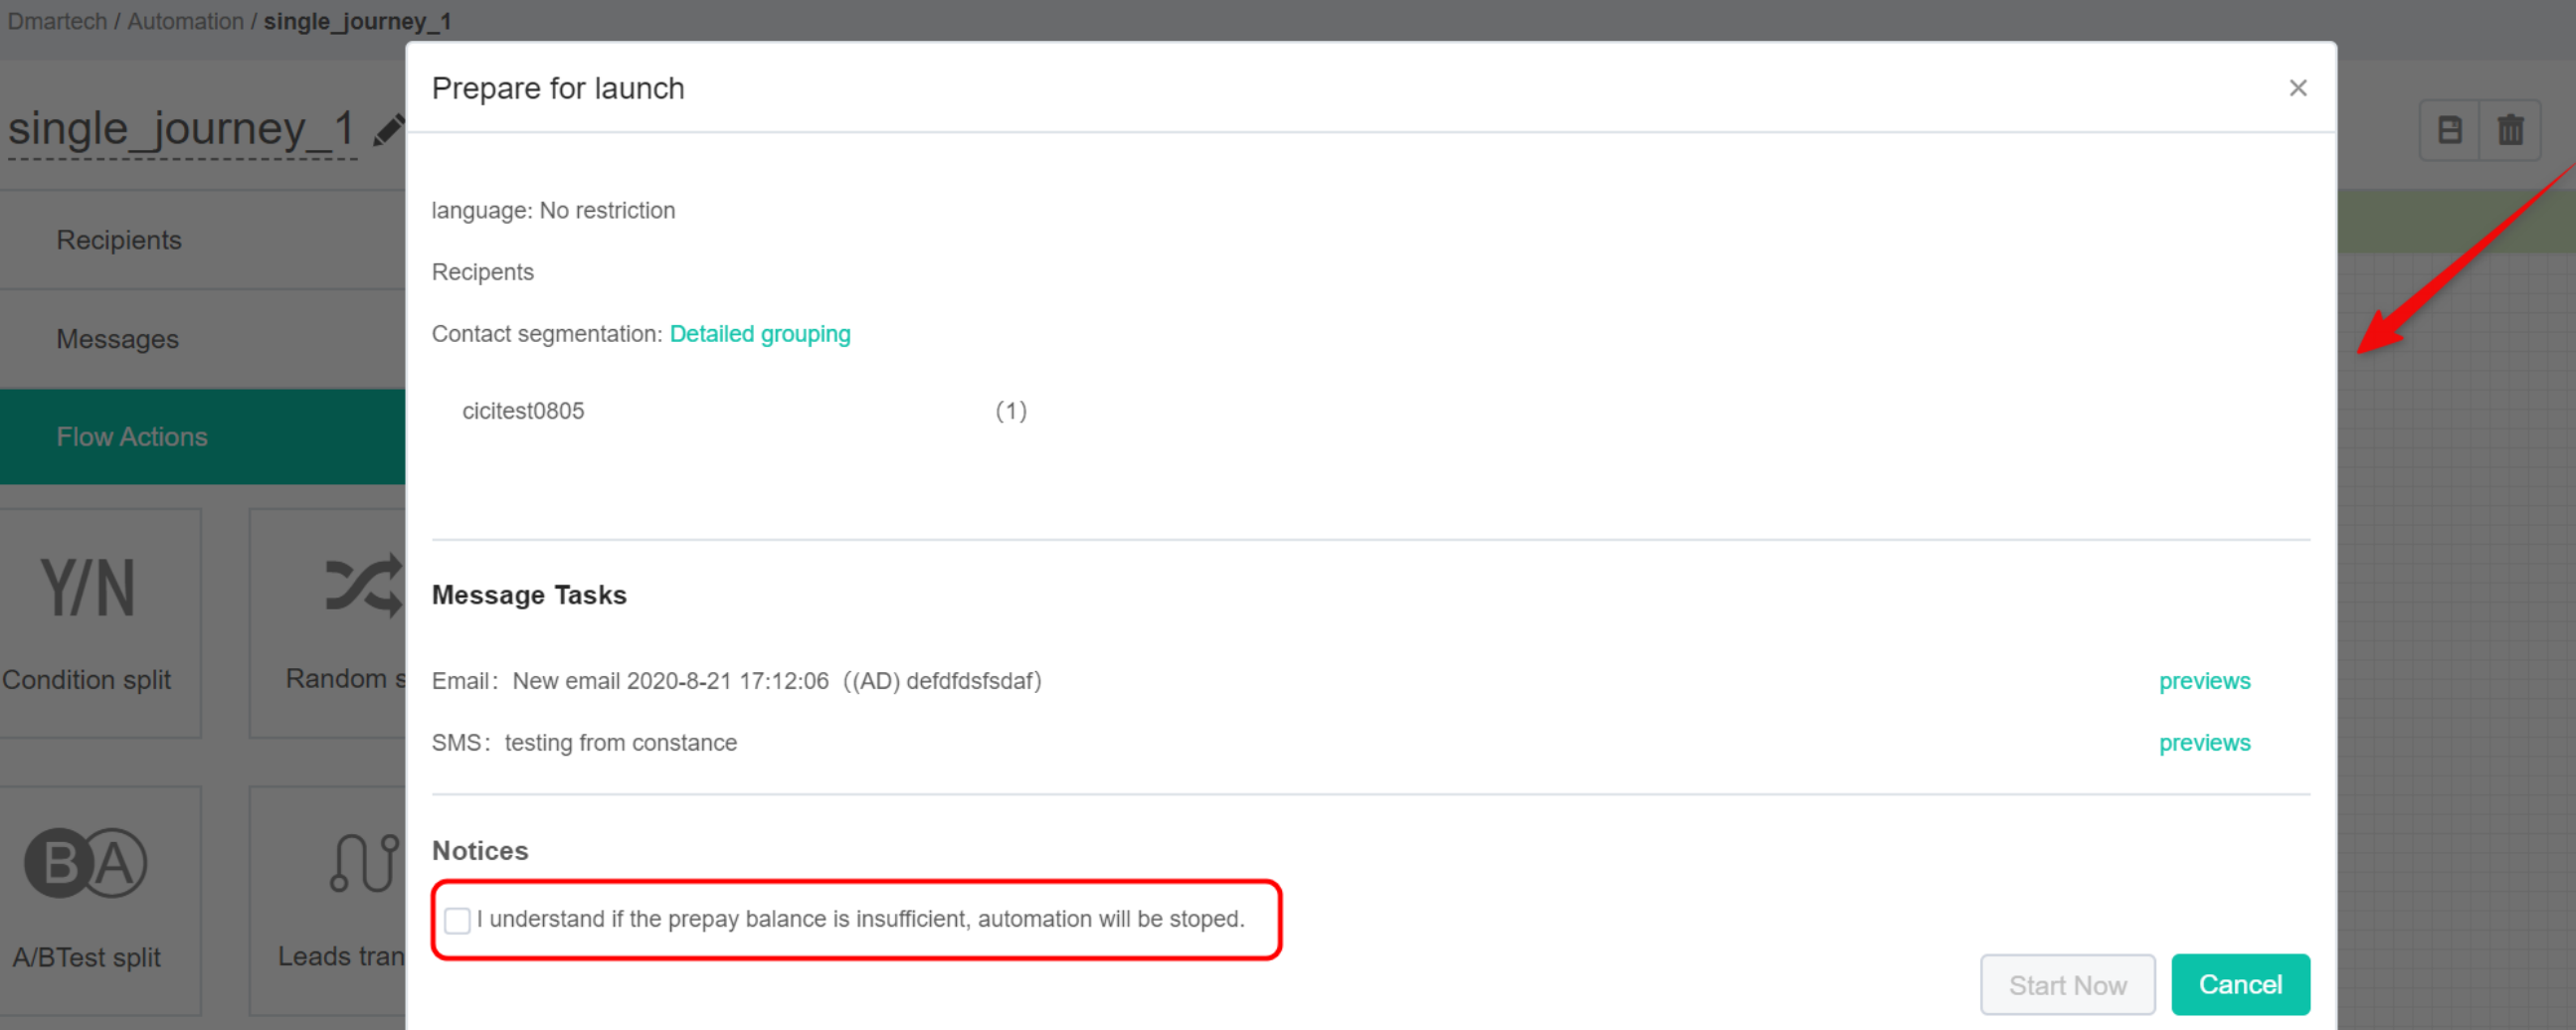 Dmartech / Automation / single_journey_1
Prepare for launch
single_journey_1
language: No restriction
Recipients
Recipents
Contact segmentation: Detailed grouping
Messages
cicitest0805 (1)
Flow Actions
Y/N
Message Tasks
Condition split
Random s
Email: New email 2020-8-21 17:12:06 ((AD) defdfdsfsdaf) previews
SMS: testing from constance previews
Notices
BA
I understand if the prepay balance is insufficient, automation will be stoped.
A/BTest split
Leads tran
Start Now
Cancel